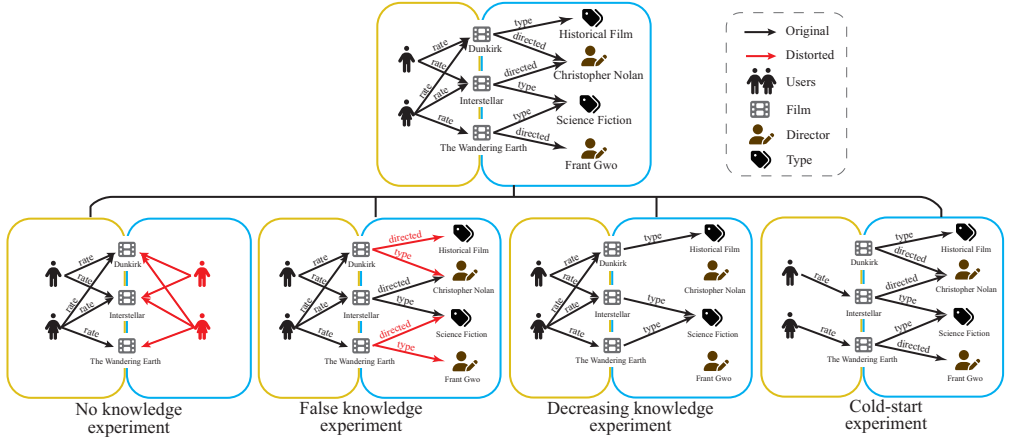 type
Historical Film
rate
Dunkirk
directed
rate
directed
Christopher Nolan
rate
rate
Interstellar
type
type
Science Fiction
rate
The Wandering Earth
directed
Frant Gwo
Original
Distorted
Users
Film
Director
Type
rate
Dunkirk
rate
rate
rate
Interstellar
rate
The Wandering Earth
No knowledge
experiment
directed
Historical Film
rate
Dunkirk
type
rate
directed
Christopher Nolan
rate
rate
Interstellar
type
directed
Science Fiction
rate
The Wandering Earth
type
Frant Gwo
False knowledge
experiment
type
Historical Film
rate
Dunkirk
rate
Christopher Nolan
rate
rate
Interstellar
type
type
Science Fiction
rate
The Wandering Earth
Frant Gwo
Decreasing knowledge
experiment
type
Historical Film
Dunkirk
directed
rate
directed
Christopher Nolan
Interstellar
type
type
Science Fiction
rate
The Wandering Earth
directed
Frant Gwo
Cold-start
experiment